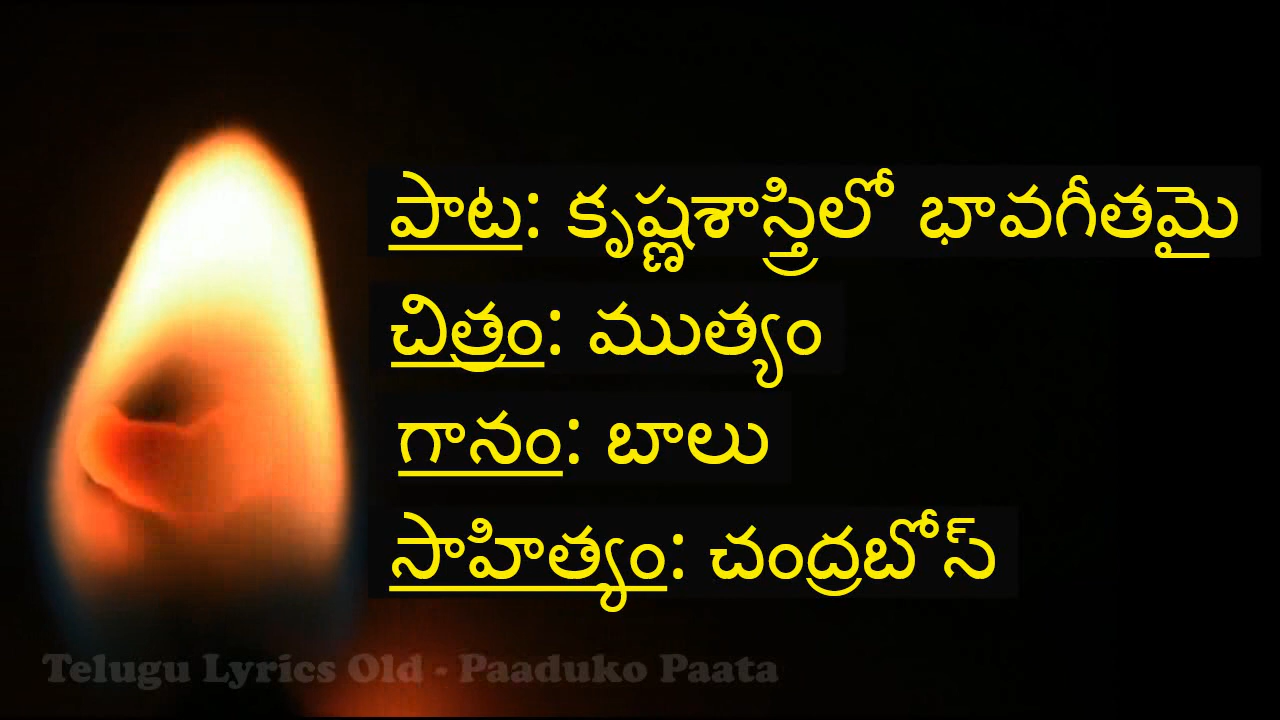 పాట: కృష్ణశాస్త్రిలో భావగీతమై
చిత్రం: ముత్యం
గానం: బాలు
సాహిత్యం: చంద్రబోస్
Telugu Lyrics Old - Paaduko Paata